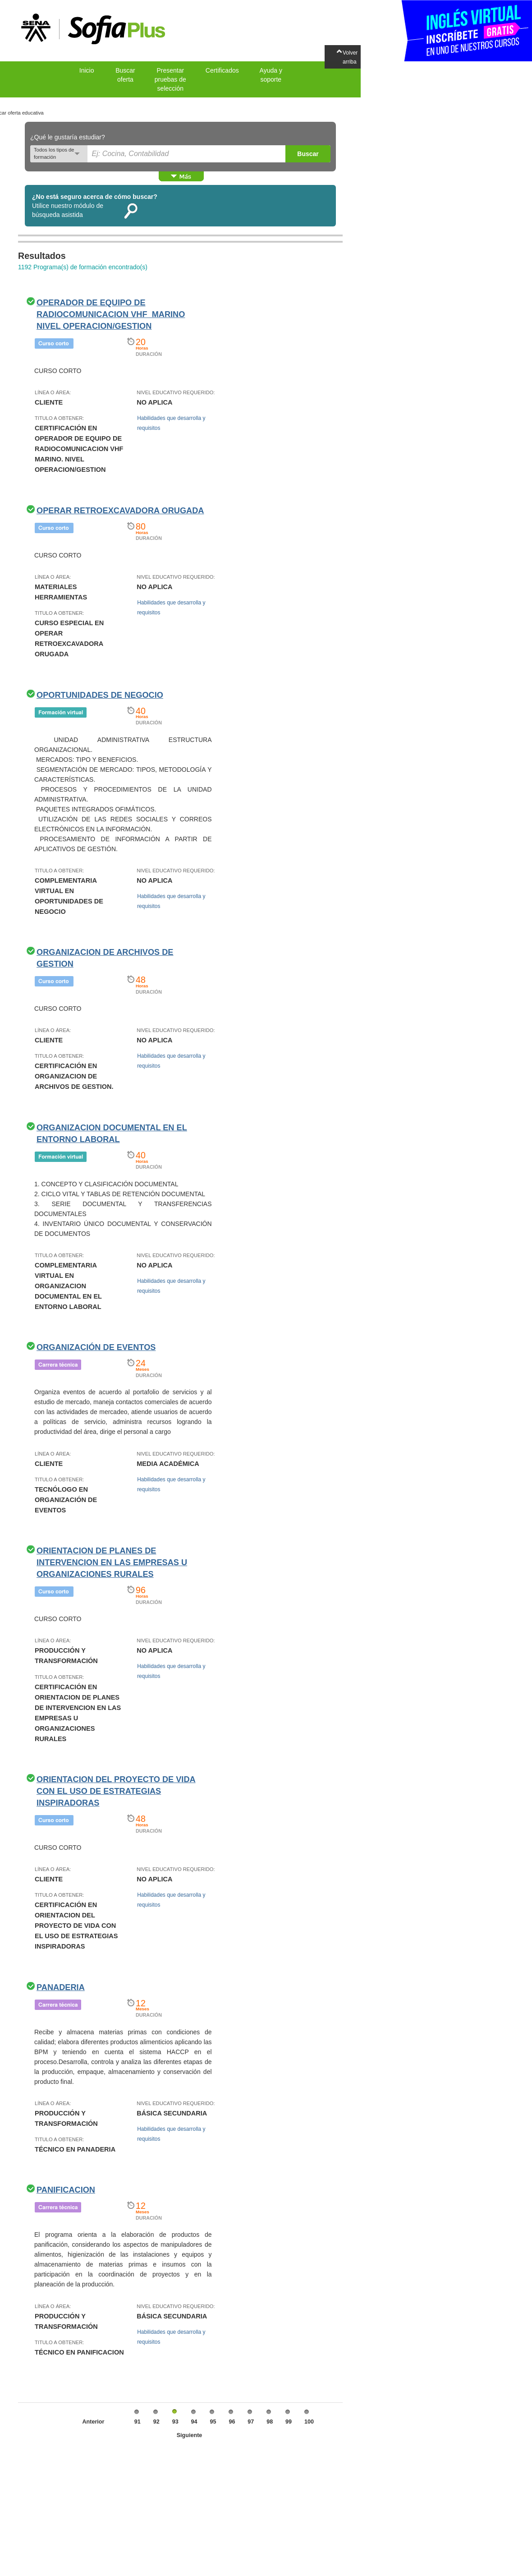 SENA
Sofia Plus
INGLÉS VIRTUAL
INSCRÍBETE GRATIS
EN UNO DE NUESTROS CURSOS
Volver
arriba
Inicio
Buscar
oferta
Presentar
pruebas de
selección
Certificados
Ayuda y
soporte
car oferta educativa
¿Qué le gustaría estudiar?
Todos los tipos de
formación
Ej: Cocina, Contabilidad
Buscar
Más
¿No está seguro acerca de cómo buscar?
Utilice nuestro módulo de
búsqueda asistida
Resultados
1192 Programa(s) de formación encontrado(s)
OPERADOR DE EQUIPO DE
RADIOCOMUNICACION VHF  MARINO
NIVEL OPERACION/GESTION
Curso corto
20
Horas
DURACIÓN
CURSO CORTO
LÍNEA O ÁREA:
CLIENTE
NIVEL EDUCATIVO REQUERIDO:
NO APLICA
TITULO A OBTENER:
CERTIFICACIÓN EN
OPERADOR DE EQUIPO DE
RADIOCOMUNICACION VHF
MARINO. NIVEL
OPERACION/GESTION
Habilidades que desarrolla y
requisitos
OPERAR RETROEXCAVADORA ORUGADA
Curso corto
80
Horas
DURACIÓN
CURSO CORTO
LÍNEA O ÁREA:
MATERIALES
HERRAMIENTAS
NIVEL EDUCATIVO REQUERIDO:
NO APLICA
TITULO A OBTENER:
CURSO ESPECIAL EN
OPERAR
RETROEXCAVADORA
ORUGADA
Habilidades que desarrolla y
requisitos
OPORTUNIDADES DE NEGOCIO
Formación virtual
40
Horas
DURACIÓN
UNIDAD ADMINISTRATIVA ESTRUCTURA
ORGANIZACIONAL.
MERCADOS: TIPO Y BENEFICIOS.
SEGMENTACIÓN DE MERCADO: TIPOS, METODOLOGÍA Y
CARACTERÍSTICAS.
PROCESOS Y PROCEDIMIENTOS DE LA UNIDAD
ADMINISTRATIVA.
PAQUETES INTEGRADOS OFIMÁTICOS.
UTILIZACIÓN DE LAS REDES SOCIALES Y CORREOS
ELECTRÓNICOS EN LA INFORMACIÓN.
PROCESAMIENTO DE INFORMACIÓN A PARTIR DE
APLICATIVOS DE GESTIÓN.
TITULO A OBTENER:
COMPLEMENTARIA
VIRTUAL EN
OPORTUNIDADES DE
NEGOCIO
NIVEL EDUCATIVO REQUERIDO:
NO APLICA
Habilidades que desarrolla y
requisitos
ORGANIZACION DE ARCHIVOS DE
GESTION
Curso corto
48
Horas
DURACIÓN
CURSO CORTO
LÍNEA O ÁREA:
CLIENTE
NIVEL EDUCATIVO REQUERIDO:
NO APLICA
TITULO A OBTENER:
CERTIFICACIÓN EN
ORGANIZACION DE
ARCHIVOS DE GESTION.
Habilidades que desarrolla y
requisitos
ORGANIZACION DOCUMENTAL EN EL
ENTORNO LABORAL
Formación virtual
40
Horas
DURACIÓN
1. CONCEPTO Y CLASIFICACIÓN DOCUMENTAL
2. CICLO VITAL Y TABLAS DE RETENCIÓN DOCUMENTAL
3. SERIE DOCUMENTAL Y TRANSFERENCIAS
DOCUMENTALES
4. INVENTARIO ÚNICO DOCUMENTAL Y CONSERVACIÓN
DE DOCUMENTOS
TITULO A OBTENER:
COMPLEMENTARIA
VIRTUAL EN
ORGANIZACION
DOCUMENTAL EN EL
ENTORNO LABORAL
NIVEL EDUCATIVO REQUERIDO:
NO APLICA
Habilidades que desarrolla y
requisitos
ORGANIZACIÓN DE EVENTOS
Carrera técnica
24
Meses
DURACIÓN
Organiza eventos de acuerdo al portafolio de servicios y al
estudio de mercado, maneja contactos comerciales de acuerdo
con las actividades de mercadeo, atiende usuarios de acuerdo
a políticas de servicio, administra recursos logrando la
productividad del área, dirige el personal a cargo
LÍNEA O ÁREA:
CLIENTE
NIVEL EDUCATIVO REQUERIDO:
MEDIA ACADÉMICA
TITULO A OBTENER:
TECNÓLOGO EN
ORGANIZACIÓN DE
EVENTOS
Habilidades que desarrolla y
requisitos
ORIENTACION DE PLANES DE
INTERVENCION EN LAS EMPRESAS U
ORGANIZACIONES RURALES
Curso corto
96
Horas
DURACIÓN
CURSO CORTO
LÍNEA O ÁREA:
PRODUCCIÓN Y
TRANSFORMACIÓN
NIVEL EDUCATIVO REQUERIDO:
NO APLICA
TITULO A OBTENER:
CERTIFICACIÓN EN
ORIENTACION DE PLANES
DE INTERVENCION EN LAS
EMPRESAS U
ORGANIZACIONES
RURALES
Habilidades que desarrolla y
requisitos
ORIENTACION DEL PROYECTO DE VIDA
CON EL USO DE ESTRATEGIAS
INSPIRADORAS
Curso corto
48
Horas
DURACIÓN
CURSO CORTO
LÍNEA O ÁREA:
CLIENTE
NIVEL EDUCATIVO REQUERIDO:
NO APLICA
TITULO A OBTENER:
CERTIFICACIÓN EN
ORIENTACION DEL
PROYECTO DE VIDA CON
EL USO DE ESTRATEGIAS
INSPIRADORAS
Habilidades que desarrolla y
requisitos
PANADERIA
Carrera técnica
12
Meses
DURACIÓN
Recibe y almacena materias primas con condiciones de
calidad; elabora diferentes productos alimenticios aplicando las
BPM y teniendo en cuenta el sistema HACCP en el
proceso.Desarrolla, controla y analiza las diferentes etapas de
la producción, empaque, almacenamiento y conservación del
producto final.
LÍNEA O ÁREA:
PRODUCCIÓN Y
TRANSFORMACIÓN
NIVEL EDUCATIVO REQUERIDO:
BÁSICA SECUNDARIA
TITULO A OBTENER:
TÉCNICO EN PANADERIA
Habilidades que desarrolla y
requisitos
PANIFICACION
Carrera técnica
12
Meses
DURACIÓN
El programa orienta a la elaboración de productos de
panificación, considerando los aspectos de manipuladores de
alimentos, higienización de las instalaciones y equipos y
almacenamiento de materias primas e insumos con la
participación en la coordinación de proyectos y en la
planeación de la producción.
LÍNEA O ÁREA:
PRODUCCIÓN Y
TRANSFORMACIÓN
NIVEL EDUCATIVO REQUERIDO:
BÁSICA SECUNDARIA
TITULO A OBTENER:
TÉCNICO EN PANIFICACION
Habilidades que desarrolla y
requisitos
Anterior 91 92 93 94 95 96 97 98 99 100
Siguiente